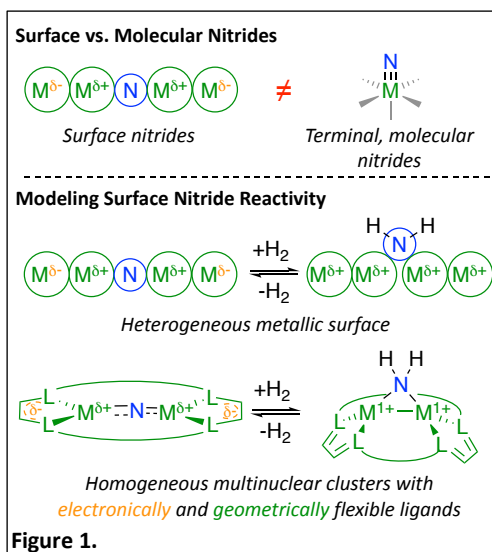 Surface vs. Molecular Nitrides
Mδ- Mδ+ N Mδ+ Mδ- ≠ N M
Surface nitrides
Terminal, molecular
nitrides
Modeling Surface Nitride Reactivity
H H
Mδ- Mδ+ N Mδ+ Mδ- +H2 -H2 N Mδ+ Mδ+ Mδ+ Mδ+
Heterogeneous metallic surface
H H
L L δ- Mδ+ N Mδ+ δ- L L +H2 -H2 N M1+ M1+ L L L L
Homogeneous multinuclear clusters with
electronically and geometrically flexible ligands
Figure 1.